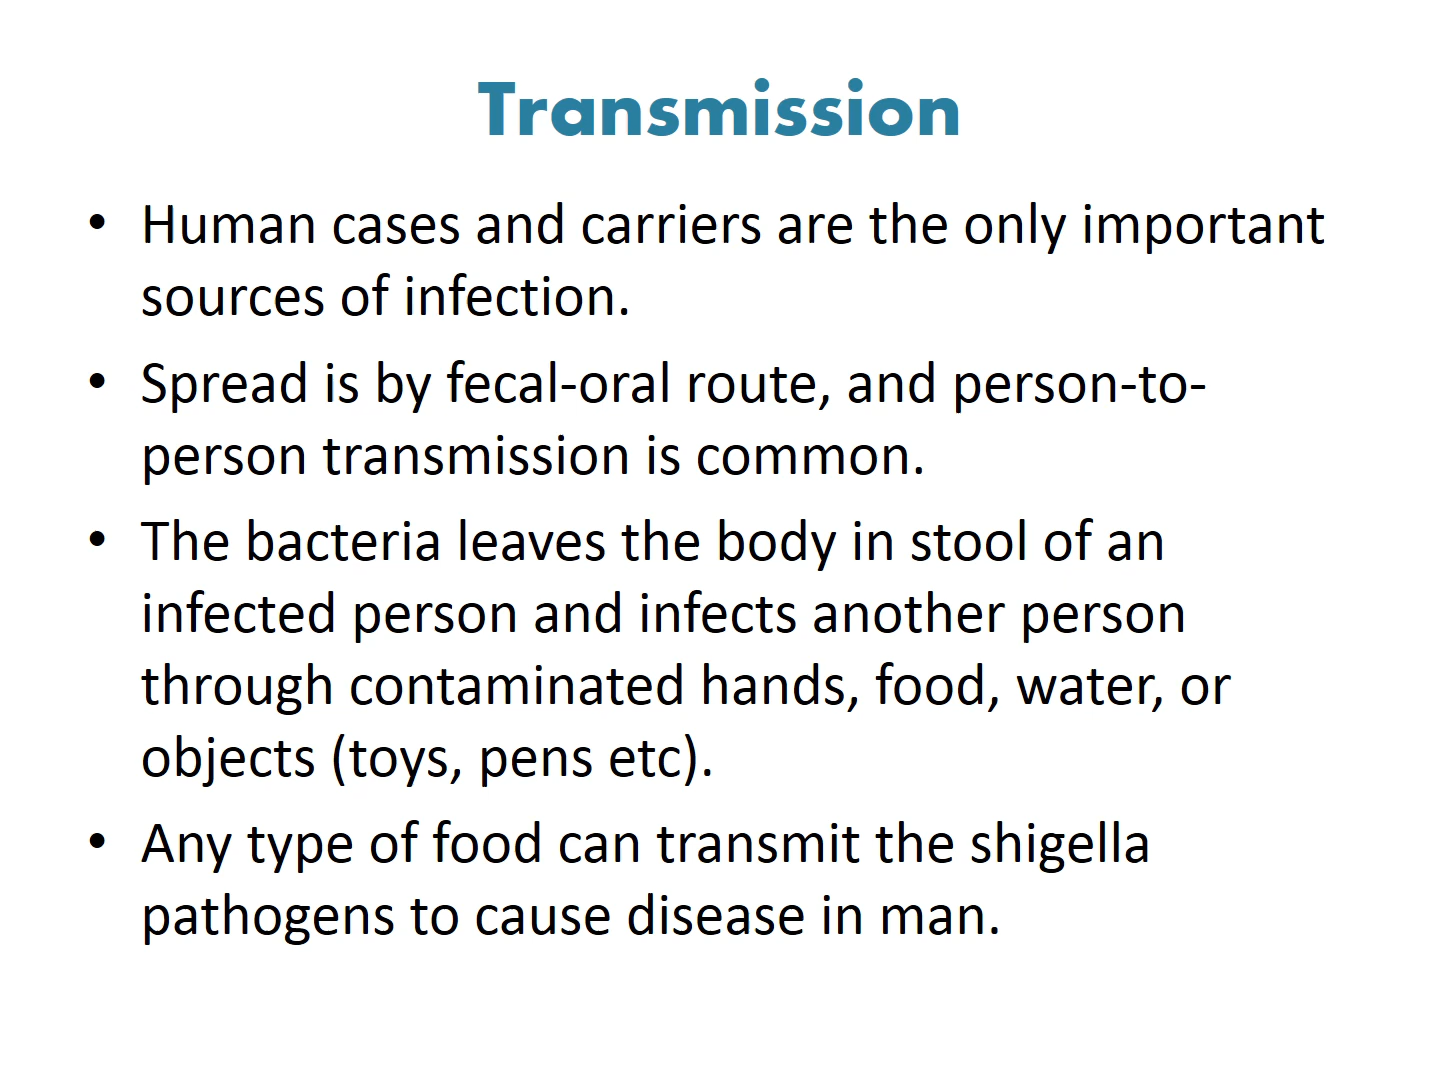 Transmission
• Human cases and carriers are the only important
sources of infection.
• Spread is by fecal-oral route, and person-to-
person transmission is common.
• The bacteria leaves the body in stool of an
infected person and infects another person
through contaminated hands, food, water, or
objects (toys, pens etc).
• Any type of food can transmit the shigella
pathogens to cause disease in man.